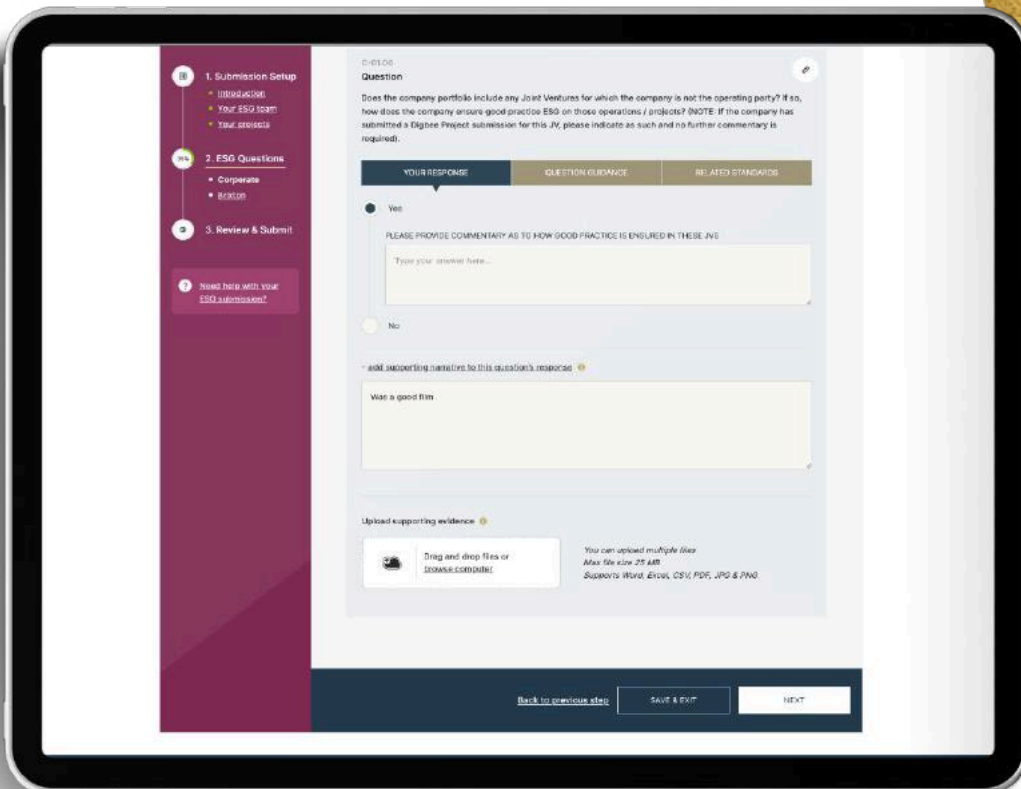 1. Submission Setup
Introduction
Your ESG team
Your projects
2. ESG Questions
Corporate
3. Review & Submit
Need help with your
ESG submission?
Question
Does the company portfolio include any Joint Ventures for which the company is not the operating party? If so,
how does the company ensure good practice ESG on those operations / projects? (NOTE: If the company has
submitted a Digbee Project submission for this JV, please indicate as such and no further commentary is
required).
YOUR RESPONSE
QUESTION GUIDANCE
RELATED STANDARDS
Yes
PLEASE PROVIDE COMMENTARY AS TO HOW GOOD PRACTICE IS ENSURED IN THESE JVS
Type your answer here...
No
- add supporting narrative to this question's response
Was a good film
Upload supporting evidence
Drag and drop files or
browse computer
You can upload multiple files
Max file size 25 MB
Supports Word, Excel, CSV, PDF, JPG & PNG
Back to previous step
SAVE & EXIT
NEXT